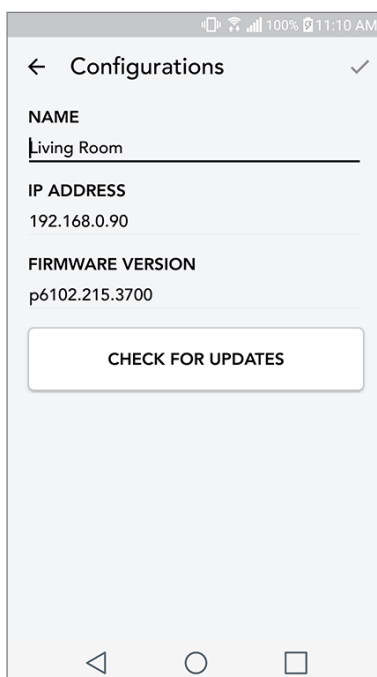 100% 11:10 AM
Configurations
NAME
Living Room
IP ADDRESS
192.168.0.90
FIRMWARE VERSION
p6102.215.3700
CHECK FOR UPDATES